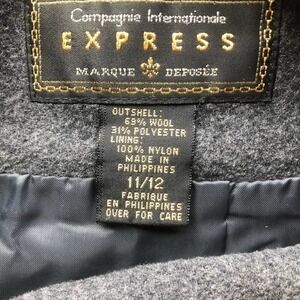 Compagnie Internationale
EXPRESS
MARQUE DEPOSÉE
OUTSHELL:
69% WOOL
31% POLYESTER
LINING:
100% NYLON
MADE IN
PHILIPPINES
11/12
FABRIQUE
EN PHILIPPINES
OVER FOR CARE